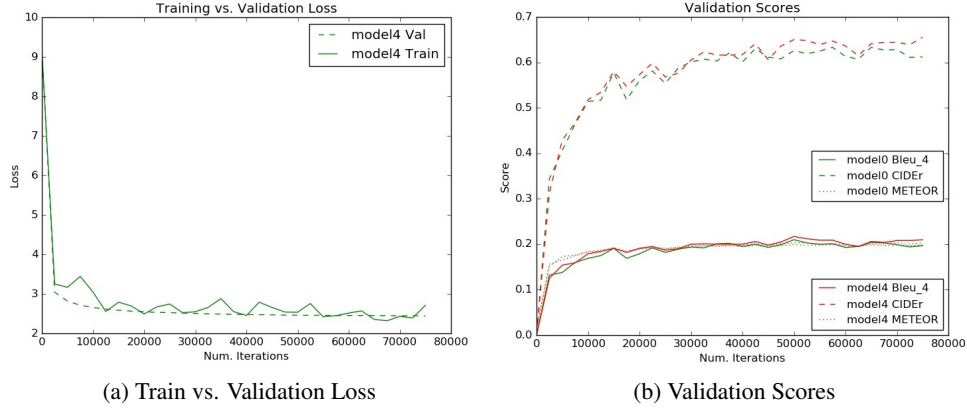 Training vs. Validation Loss
10
9
8
7
6
5
4
3
2
Loss
model4 Val
model4 Train
0
10000
20000
30000
40000
50000
60000
70000
80000
Num. Iterations
(a) Train vs. Validation Loss
Validation Scores
0.7
0.6
0.5
0.4
0.3
0.2
0.1
0.0
Score
model0 Bleu_4
model0 CIDEr
model0 METEOR
model4 Bleu_4
model4 CIDEr
model4 METEOR
0
10000
20000
30000
40000
50000
60000
70000
80000
Num. Iterations
(b) Validation Scores